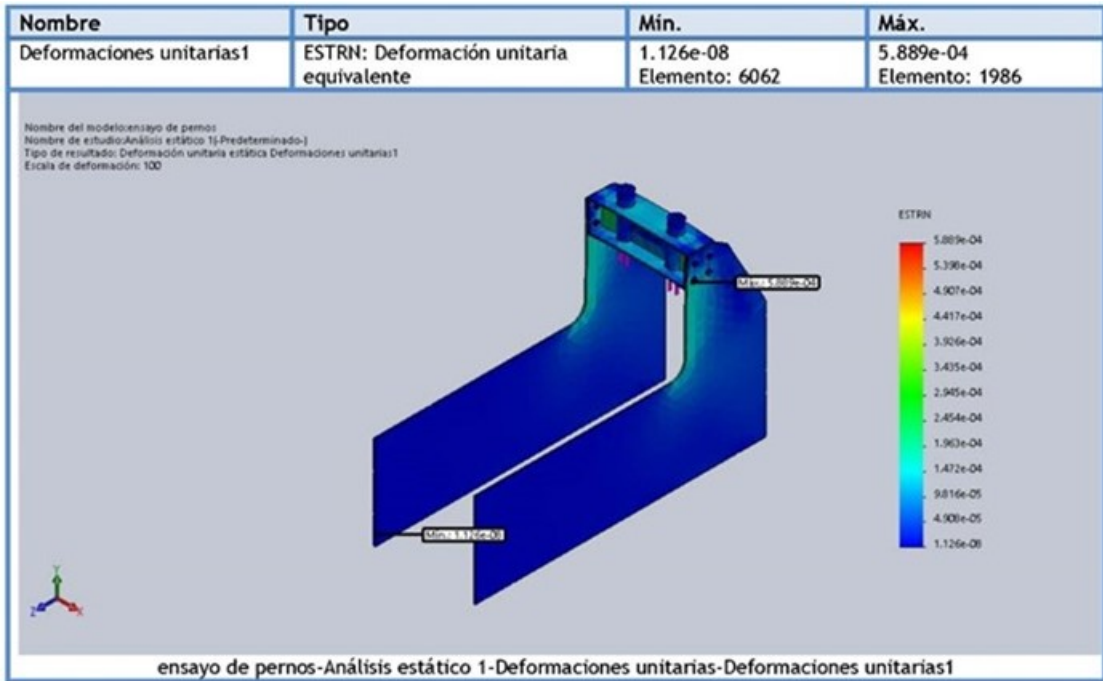 Nombre Tipo Mín. Máx.
Deformaciones unitarias1 ESTRN: Deformación unitaria 1.126e-08 5.889e-04
equivalente Elemento: 6062 Elemento: 1986
Nombre del modelo:ensayo de pernos
Nombre de estudio:Análisis estático 1(-Predeterminado-)
Tipo de resultado: Deformación unitaria estática Deformaciones unitarias1
Escala de deformación: 100
ESTRN
5.889e-04
5.398e-04
4.907e-04
4.417e-04
3.926e-04
3.435e-04
2.945e-04
2.454e-04
1.963e-04
1.472e-04
9.816e-05
4.908e-05
1.126e-08
Máx.: 5.889e-04
Mín.: 1.126e-08
Y
Z
X
ensayo de pernos-Análisis estático 1-Deformaciones unitarias-Deformaciones unitarias1